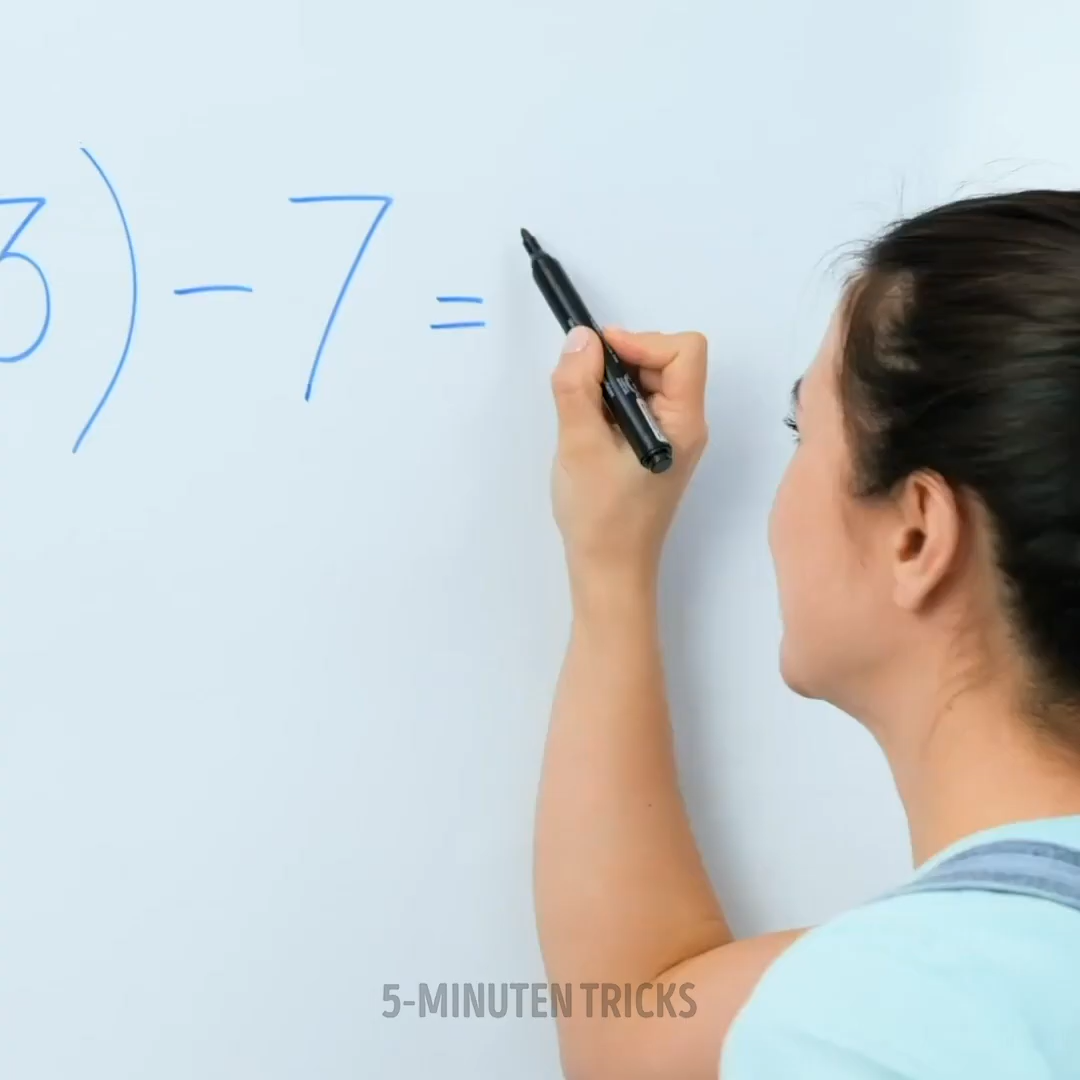 3) - 7 =
5-MINUTEN TRICKS